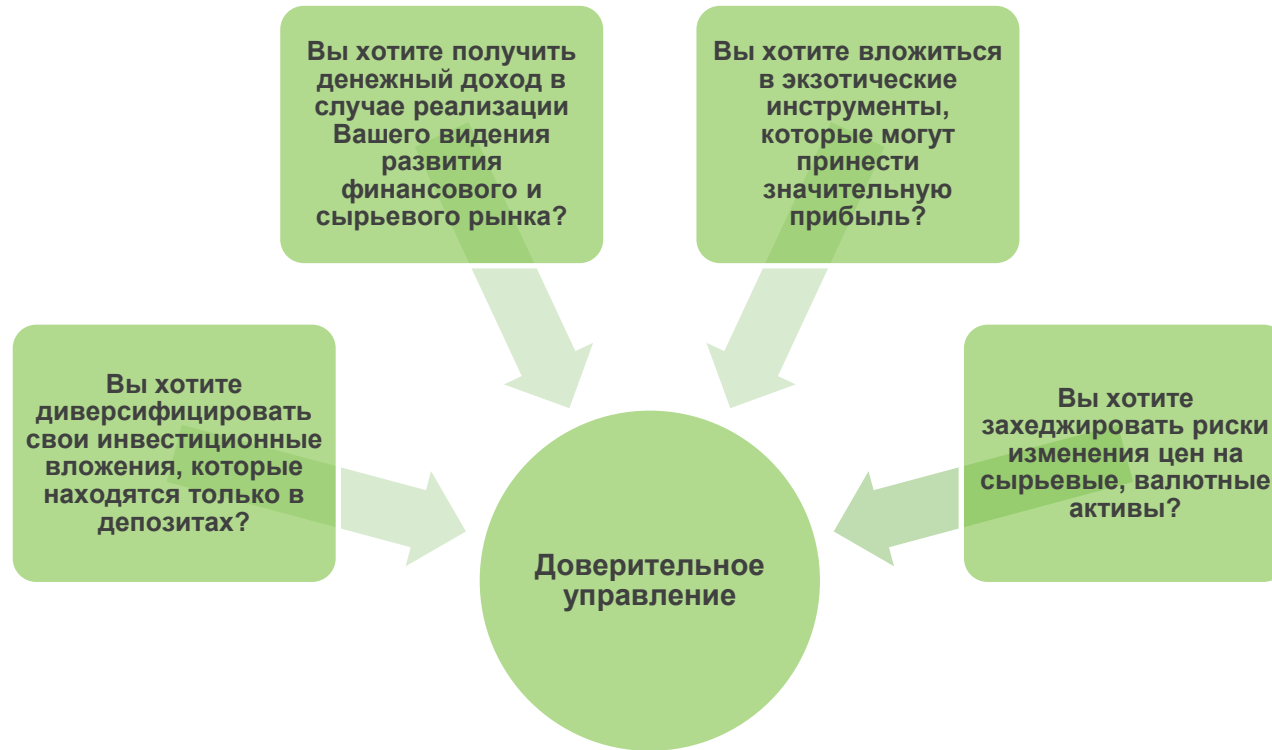 Вы хотите получить
денежный доход в
случае реализации
Вашего видения
развития
финансового и
сырьевого рынка?
Вы хотите вложиться
в экзотические
инструменты,
которые могут
принести
значительную
прибыль?
Вы хотите
диверсифицировать
свои инвестиционные
вложения, которые
находятся только в
депозитах?
Вы хотите
захеджировать риски
изменения цен на
сырьевые, валютные
активы?
Доверительное
управление